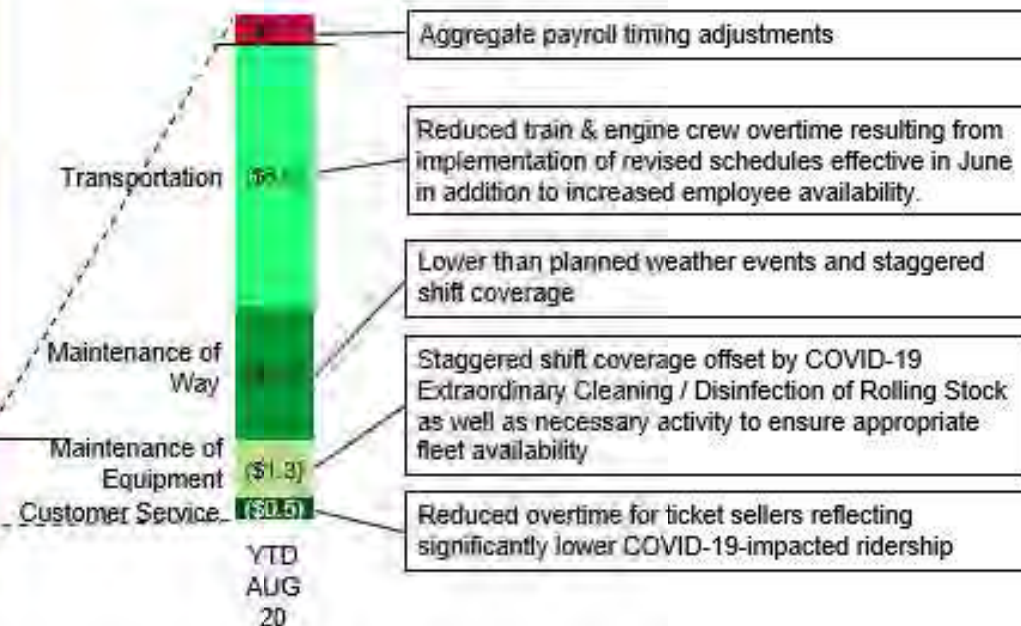 Aggregate payroll timing adjustments
Transportation
Reduced train & engine crew overtime resulting from
implementation of revised schedules effective in June
in addition to increased employee availability.
Lower than planned weather events and staggered
shift coverage
Maintenance of
Way
Staggered shift coverage offset by COVID-19
Extraordinary Cleaning / Disinfection of Rolling Stock
as well as necessary activity to ensure appropriate
fleet availability
Maintenance of
Equipment
($1.3)
Customer Service
($0.5)
Reduced overtime for ticket sellers reflecting
significantly lower COVID-19-impacted ridership
YTD
AUG
20